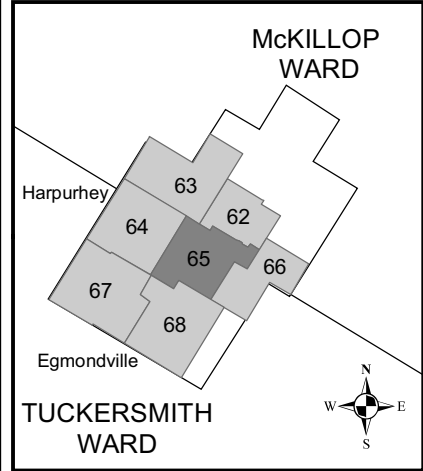 McKILLOP
WARD
63
Harpurhey
62
64
65
66
67
68
Egmondville
TUCKERSMITH
WARD
N
W E
S